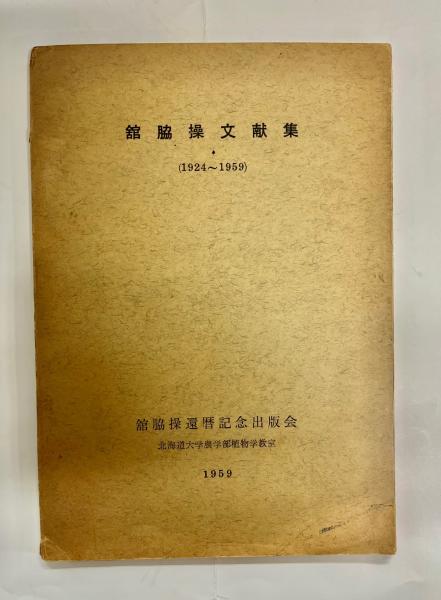 舘脇操文献集
(1924～1959)
舘脇操還暦記念出版会
北海道大学農学部植物学教室
1959